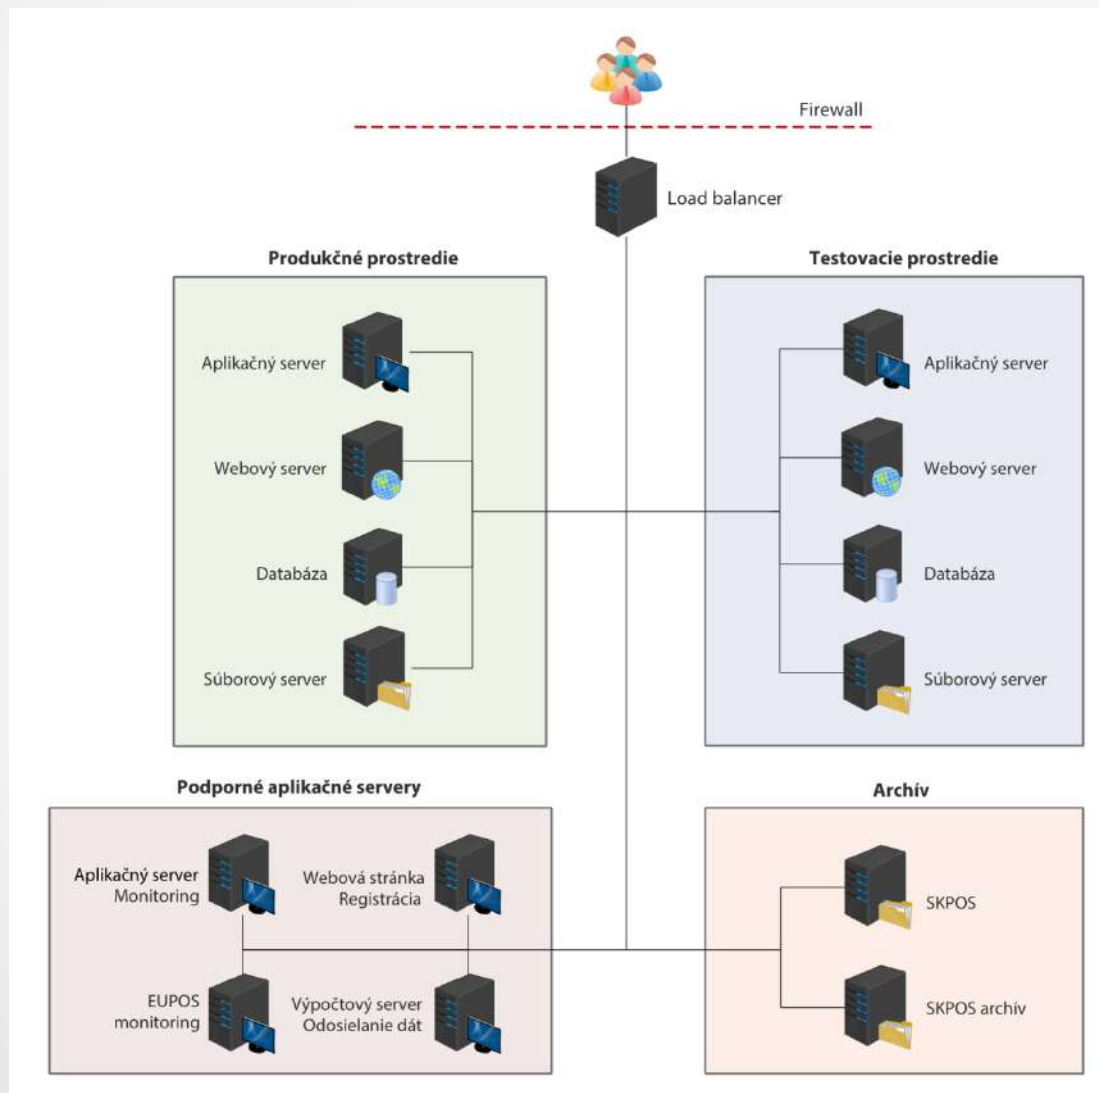 Firewall
Load balancer
Produkčné prostredie
Aplikačný server
Webový server
Databáza
Súborový server
Testovacie prostredie
Aplikačný server
Webový server
Databáza
Súborový server
Podporné aplikačné servery
Aplikačný server
Monitoring
Webová stránka
Registrácia
EUPOS
monitoring
Výpočtový server
Odosielanie dát
Archív
SKPOS
SKPOS archív